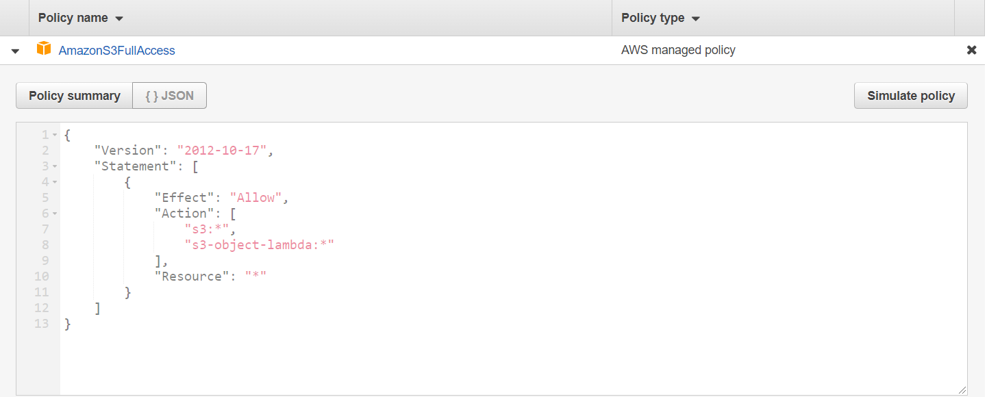 Policy name Policy type
AmazonS3FullAccess AWS managed policy
Policy summary { } JSON Simulate policy
1 {
2 "Version": "2012-10-17",
3 "Statement": [
4 {
5 "Effect": "Allow",
6 "Action": [
7 "s3:*",
8 "s3-object-lambda:*"
9 ],
10 "Resource": "*"
11 }
12 ]
13 }